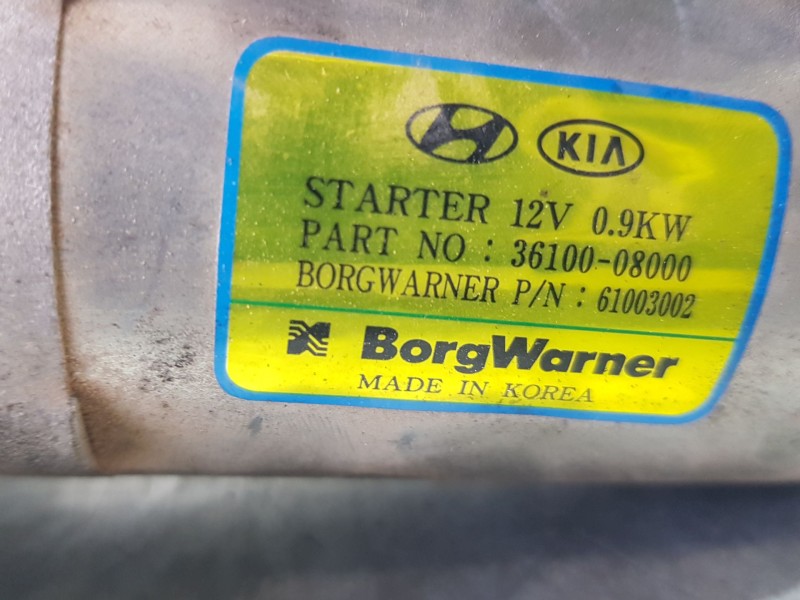 KIA
STARTER 12V 0.9KW
PART NO : 36100-08000
BORGWARNER P/N : 61003002
BorgWarner
MADE IN KOREA